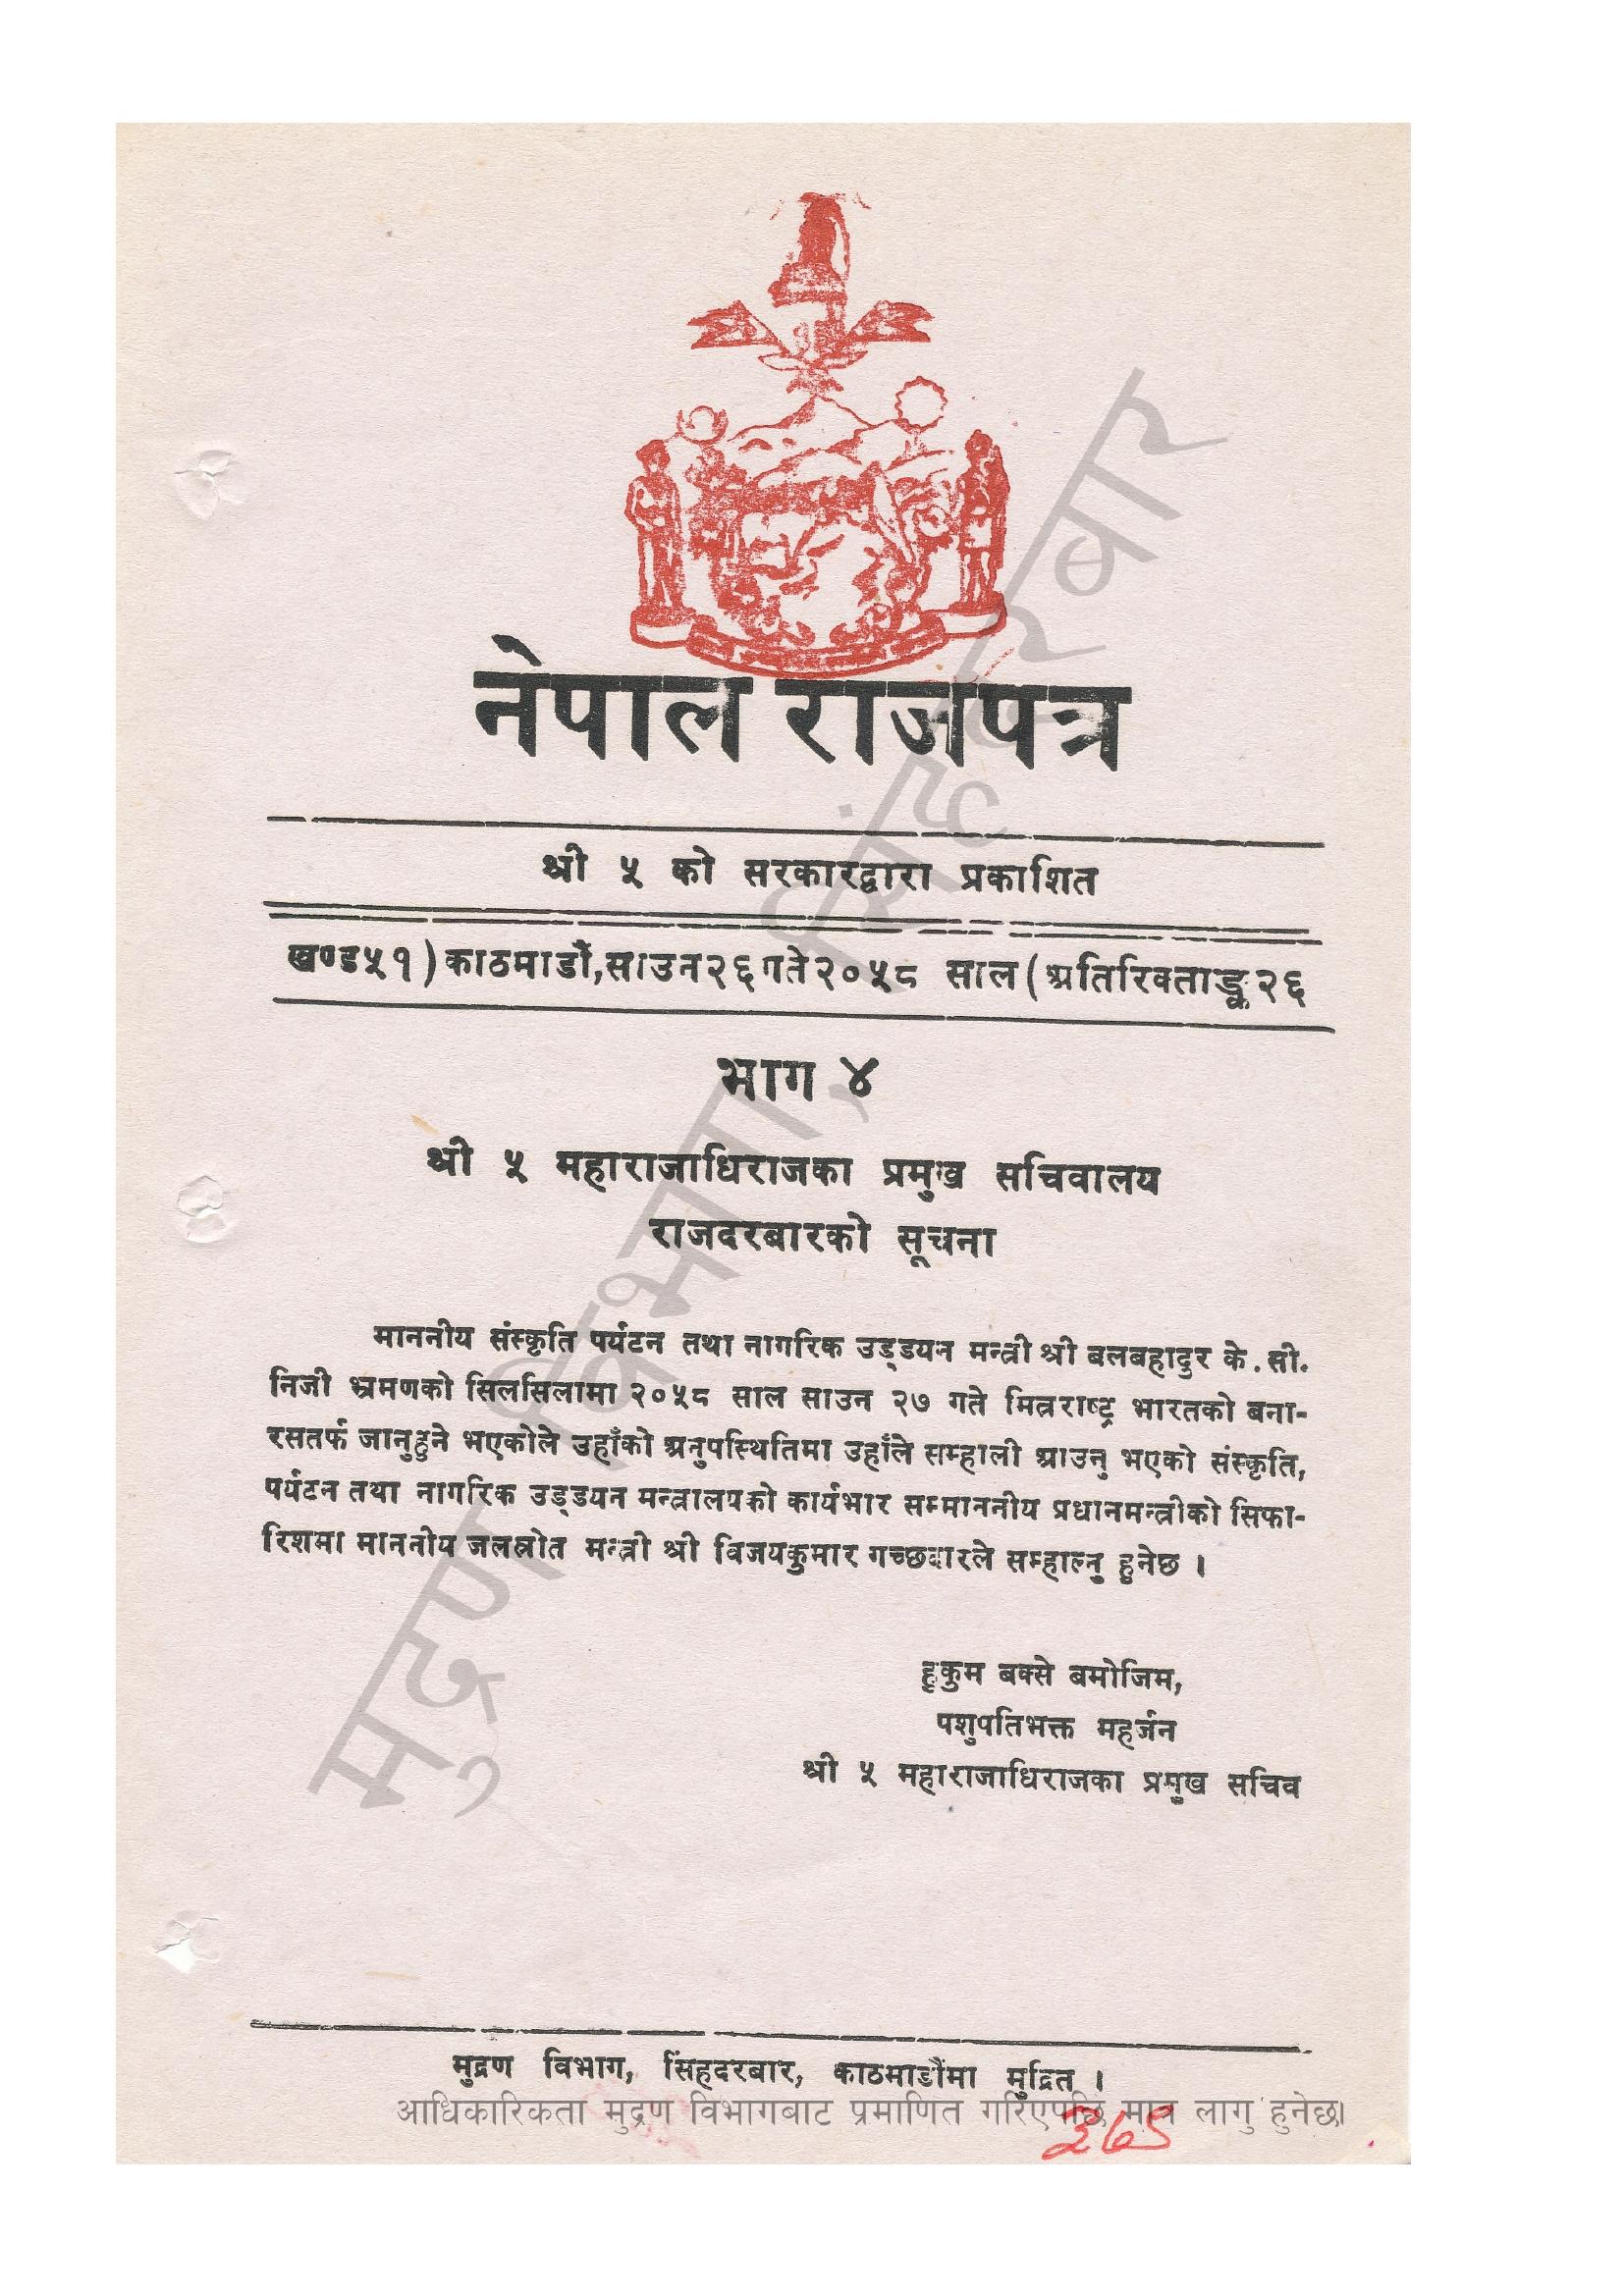 नेपाल राजपत्र
श्री ५ को सरकारद्वारा प्रकाशित
खण्ड५१)काठमाडौं,साउन२६गते२०५८ साल(अतिरिक्ताङ्क२६
भाग ४
श्री ५ महाराजाधिराजका प्रमुख सचिवालय
राजदरबारको सूचना
माननीय संस्कृति पर्यटन तथा नागरिक उड्डयन मन्त्री श्री बलबहादुर के.सी.
निजी भ्रमणको सिलसिलामा २०५८ साल साउन २७ गते मित्रराष्ट्र भारतको बना-
रसतर्फ जानुहुने भएकोले उहाँको अनुपस्थितिमा उहाँले सम्हाली आउनु भएको संस्कृति,
पर्यटन तथा नागरिक उड्डयन मन्त्रालयको कार्यभार सम्माननीय प्रधानमन्त्रीको सिफा-
रिशमा माननीय जलस्रोत मन्त्री श्री विजयकुमार गच्छदारले सम्हाल्नु हुनेछ ।
हुकुम बक्से बमोजिम,
पशुपतिभक्त महर्जन
श्री ५ महाराजाधिराजका प्रमुख सचिव
मुद्रण विभाग, सिंहदरबार, काठमाडौंमा मुद्रित ।
आधिकारिकता मुद्रण विभागबाट प्रमाणित गरिएपछि मात्र लागु हुनेछ।
मुद्रण विभाग, सिंहदरबार